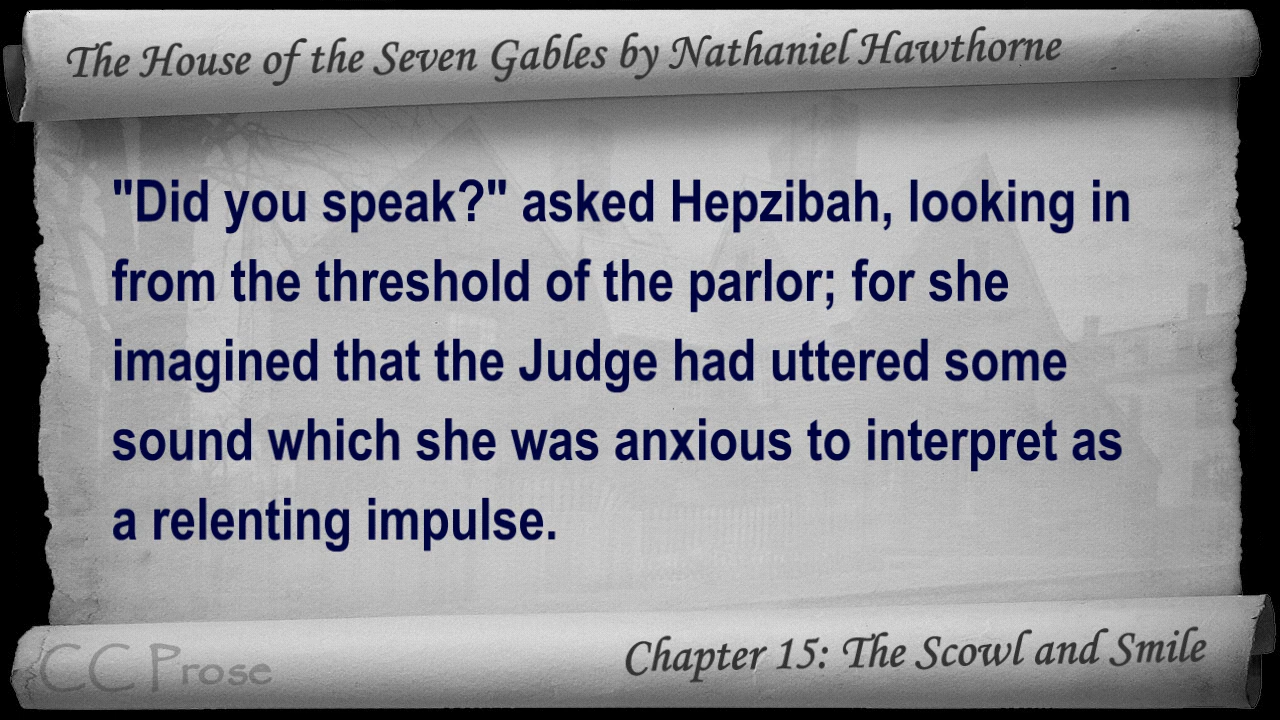 The House of the Seven Gables by Nathaniel Hawthorne
"Did you speak?" asked Hepzibah, looking in
from the threshold of the parlor; for she
imagined that the Judge had uttered some
sound which she was anxious to interpret as
a relenting impulse.
CC Prose
Chapter 15: The Scowl and Smile